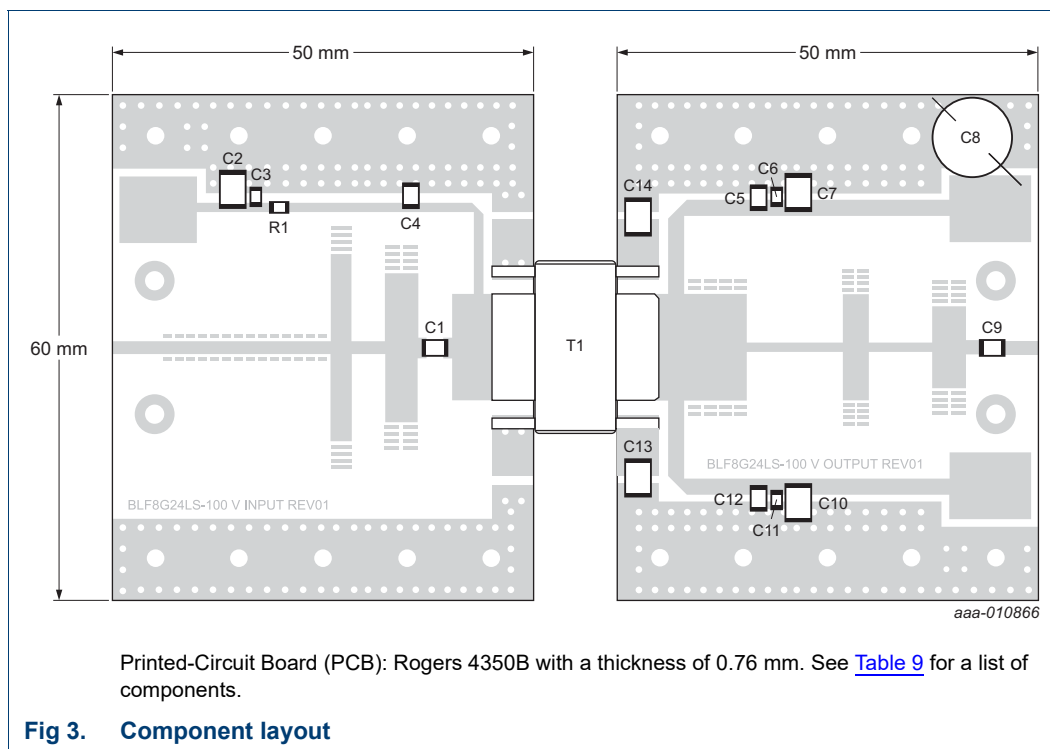 50 mm
50 mm
60 mm
C2
C3
R1
C4
C1
C14
C5
C6
C7
C8
T1
C9
C13
C12
C11
C10
BLF8G24LS-100 V INPUT REV01
BLF8G24LS-100 V OUTPUT REV01
aaa-010866
Printed-Circuit Board (PCB): Rogers 4350B with a thickness of 0.76 mm. See Table 9 for a list of
components.
Fig 3. Component layout